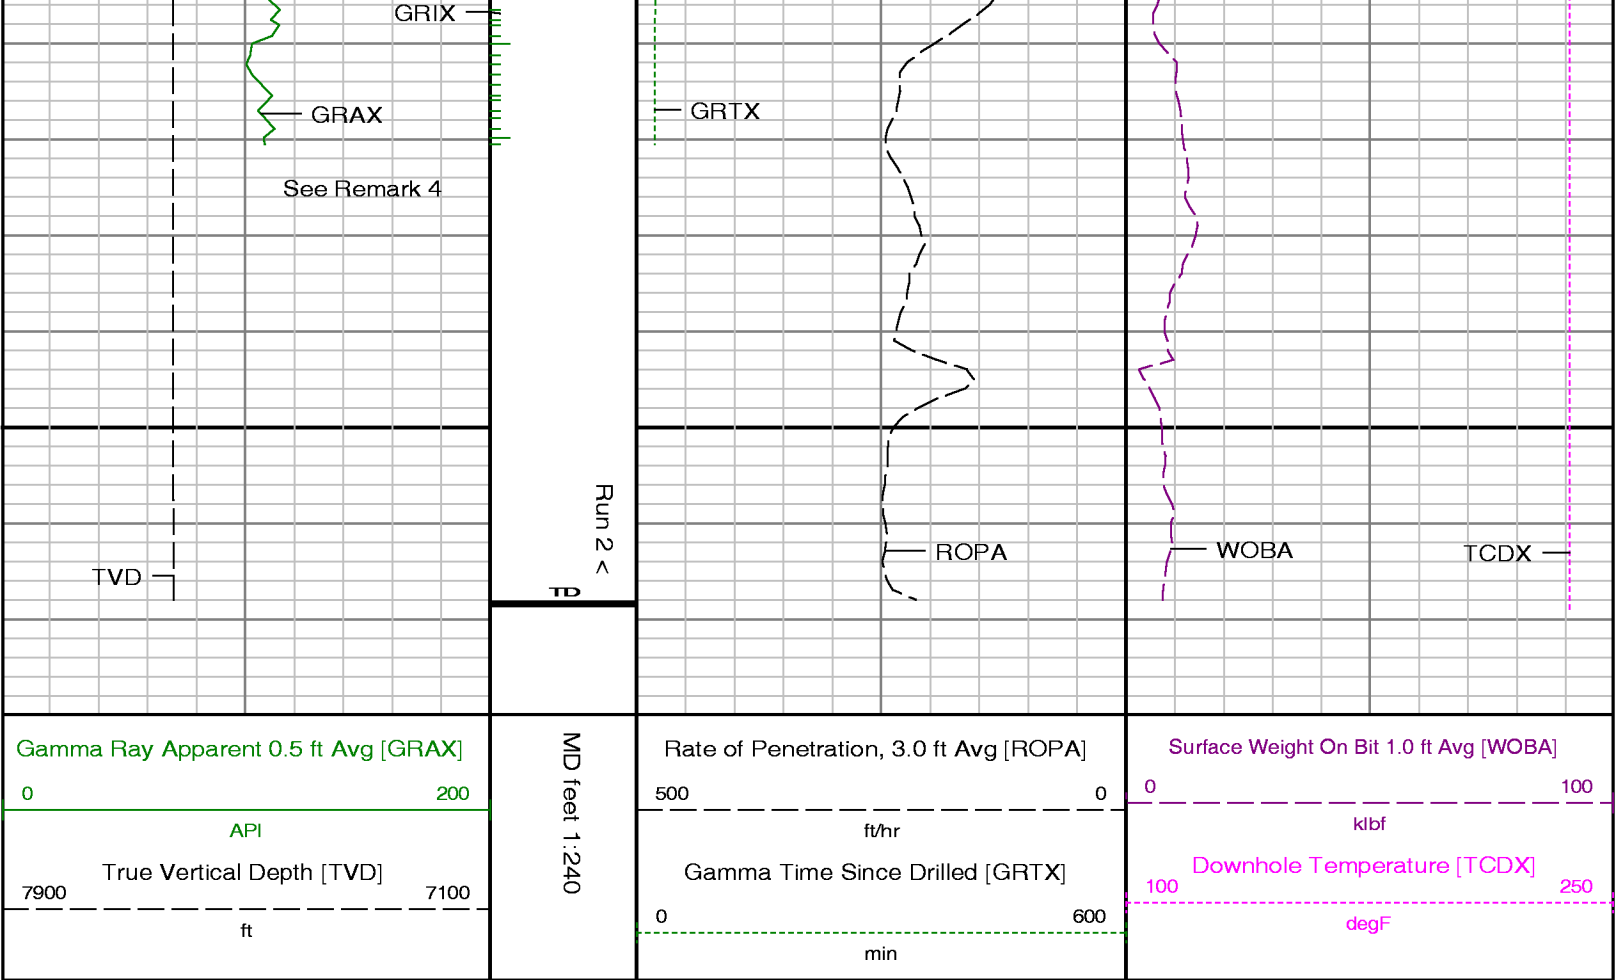 GRIX
GRAX
GRTX
See Remark 4
Run 2 <
ROPA
WOBA
TCDX
TVD
TD
Gamma Ray Apparent 0.5 ft Avg [GRAX]
0 200
API
True Vertical Depth [TVD]
7900 7100
ft
MD feet 1:240
Rate of Penetration, 3.0 ft Avg [ROPA]
500 0
ft/hr
Gamma Time Since Drilled [GRTX]
0 600
min
Surface Weight On Bit 1.0 ft Avg [WOBA]
0 100
klbf
Downhole Temperature [TCDX]
100 250
degF